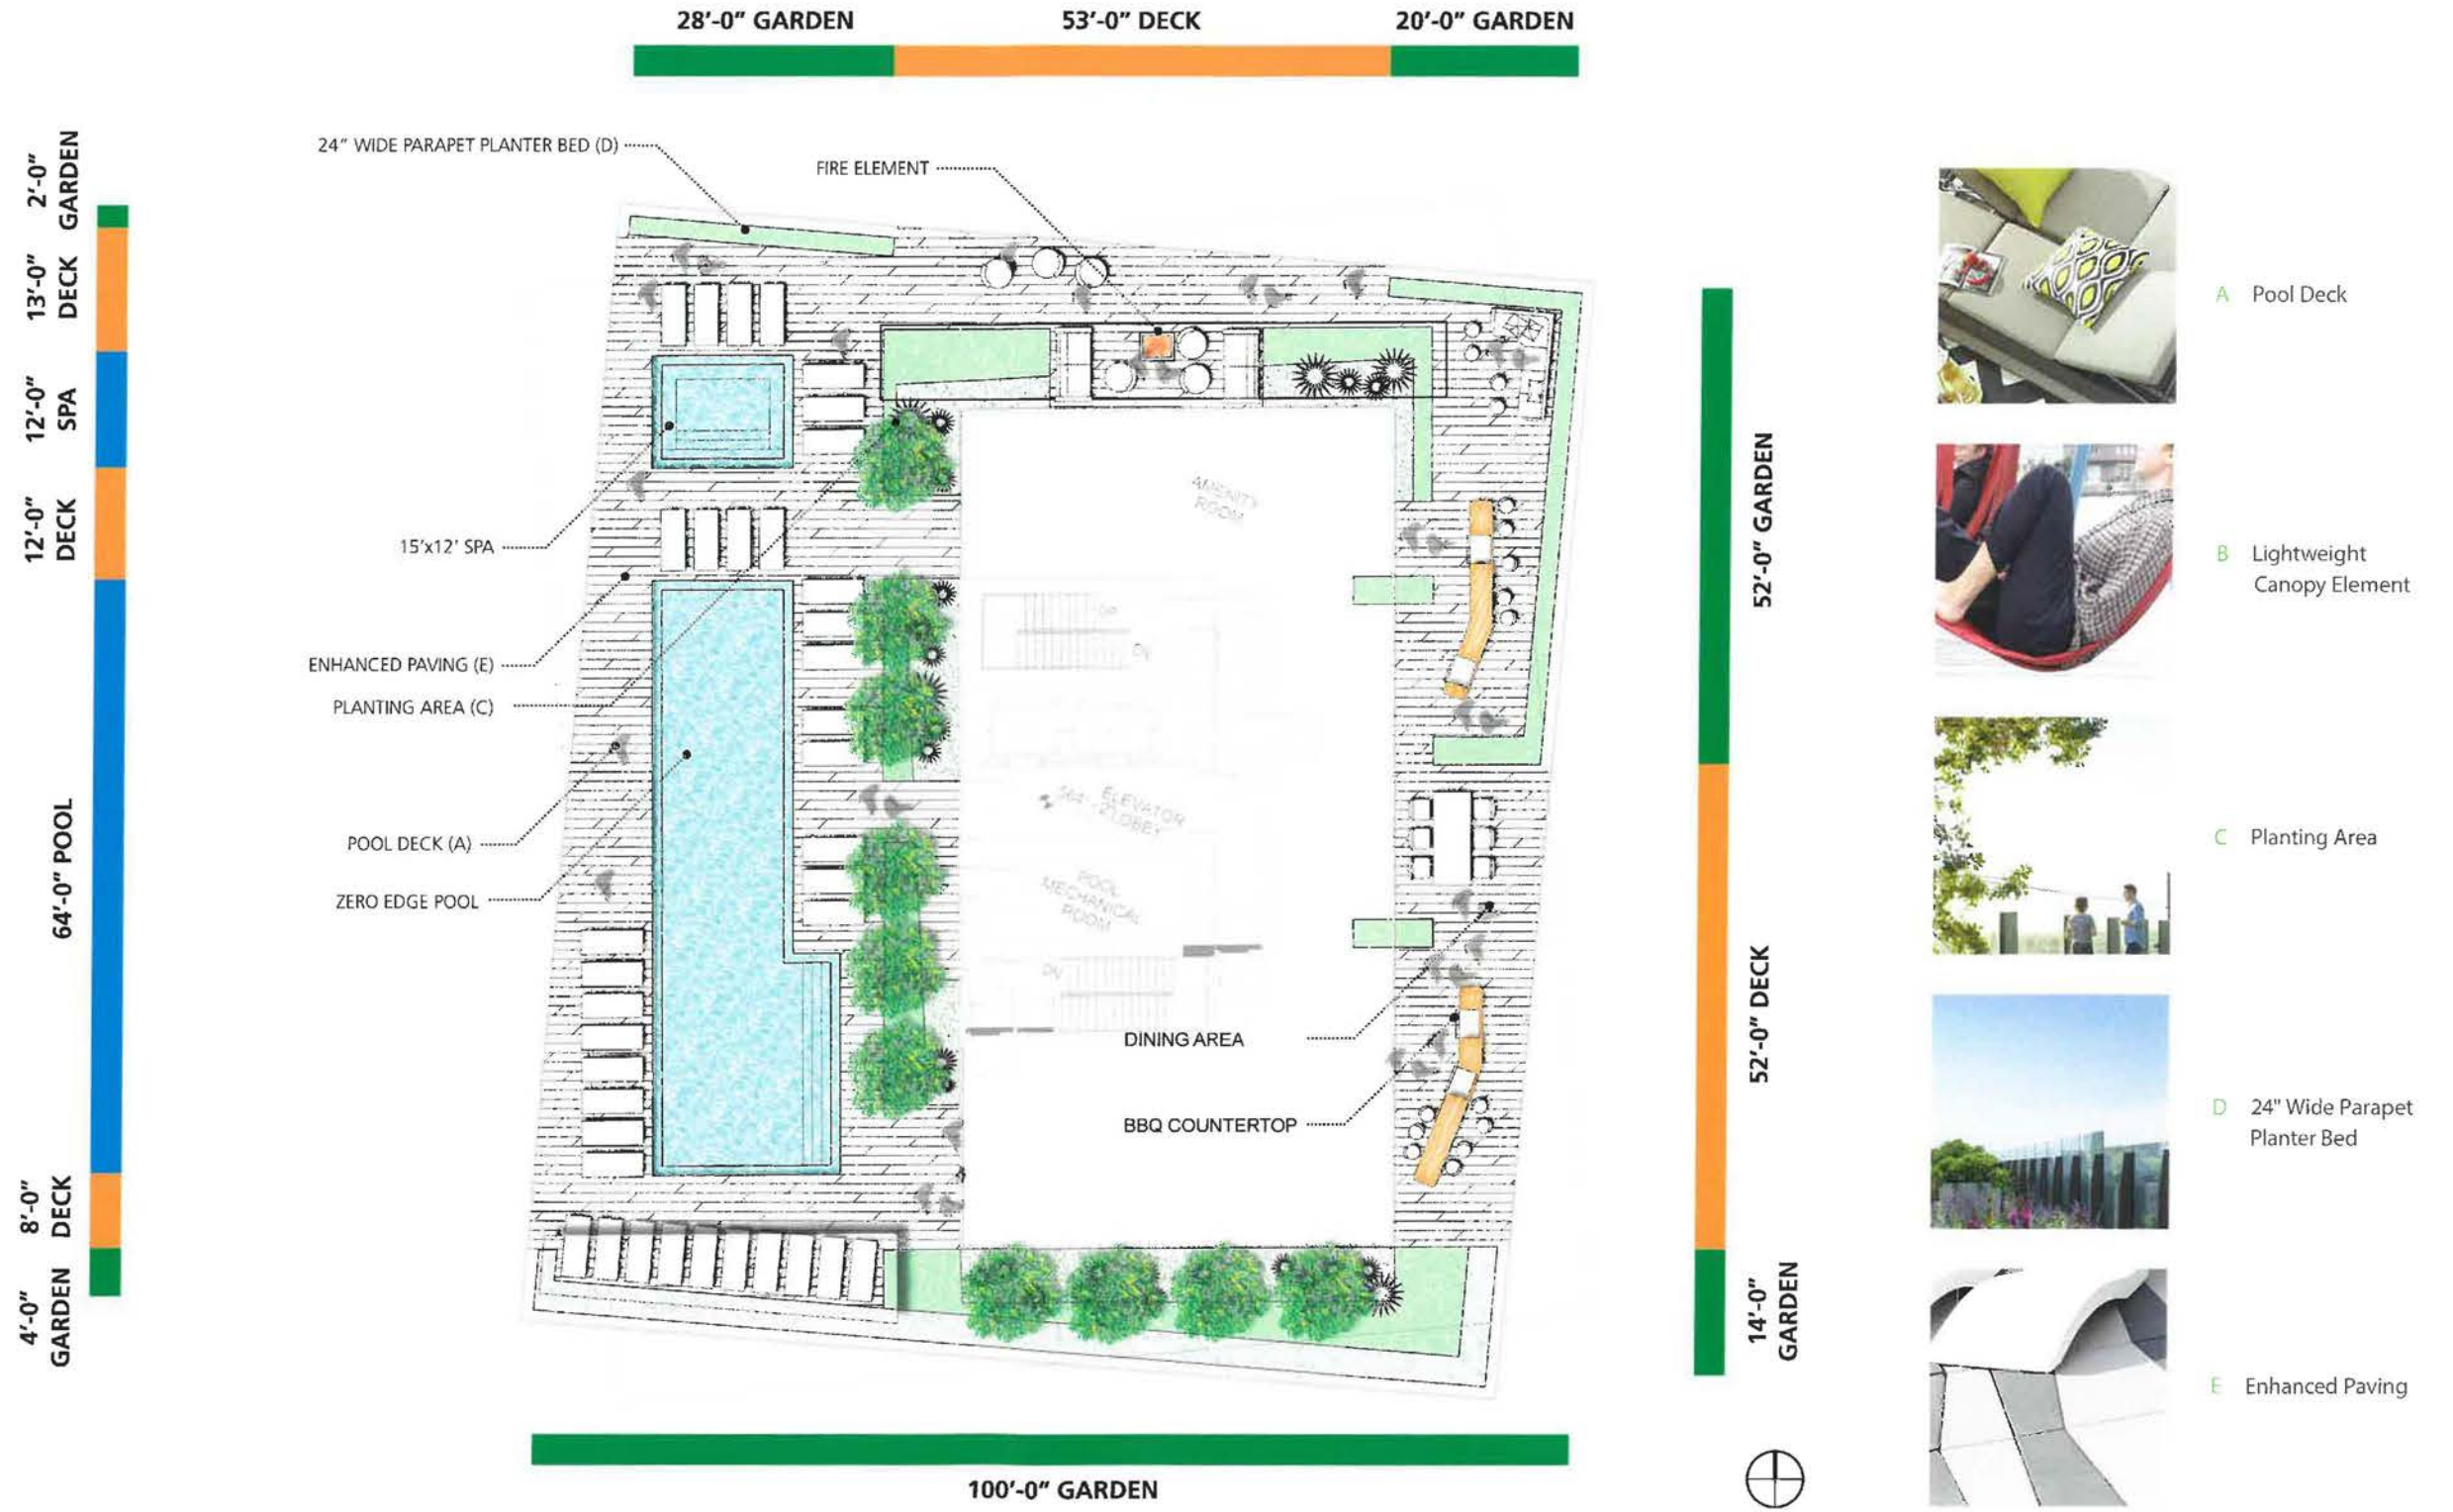 28'-0" GARDEN
53'-0" DECK
20'-0" GARDEN
2'-0"
GARDEN
13'-0"
DECK
12'-0"
SPA
12'-0"
DECK
64'-0" POOL
8'-0"
DECK
4'-0"
GARDEN
24" WIDE PARAPET PLANTER BED (D)
FIRE ELEMENT
15'x12' SPA
ENHANCED PAVING (E)
PLANTING AREA (C)
POOL DECK (A)
ZERO EDGE POOL
AMENITY
ROOM
DN
ELEVATOR
POOL
MECHANICAL
ROOM
DN
DINING AREA
BBQ COUNTERTOP
52'-0" GARDEN
52'-0" DECK
14'-0"
GARDEN
100'-0" GARDEN
A Pool Deck
B Lightweight
Canopy Element
C Planting Area
D 24" Wide Parapet
Planter Bed
E Enhanced Paving